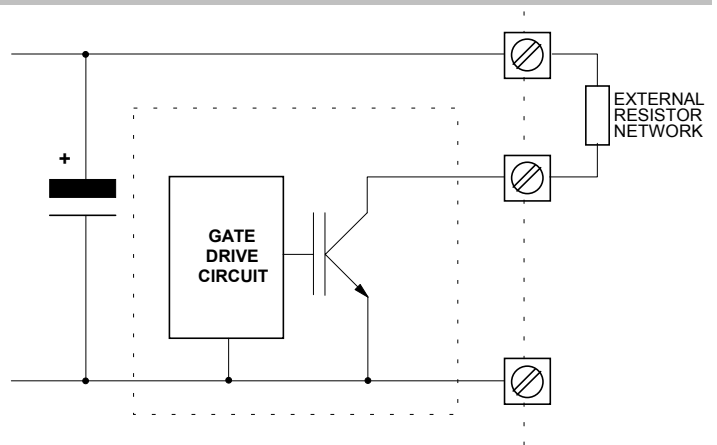 EXTERNAL
RESISTOR
NETWORK
+
GATE
DRIVE
CIRCUIT